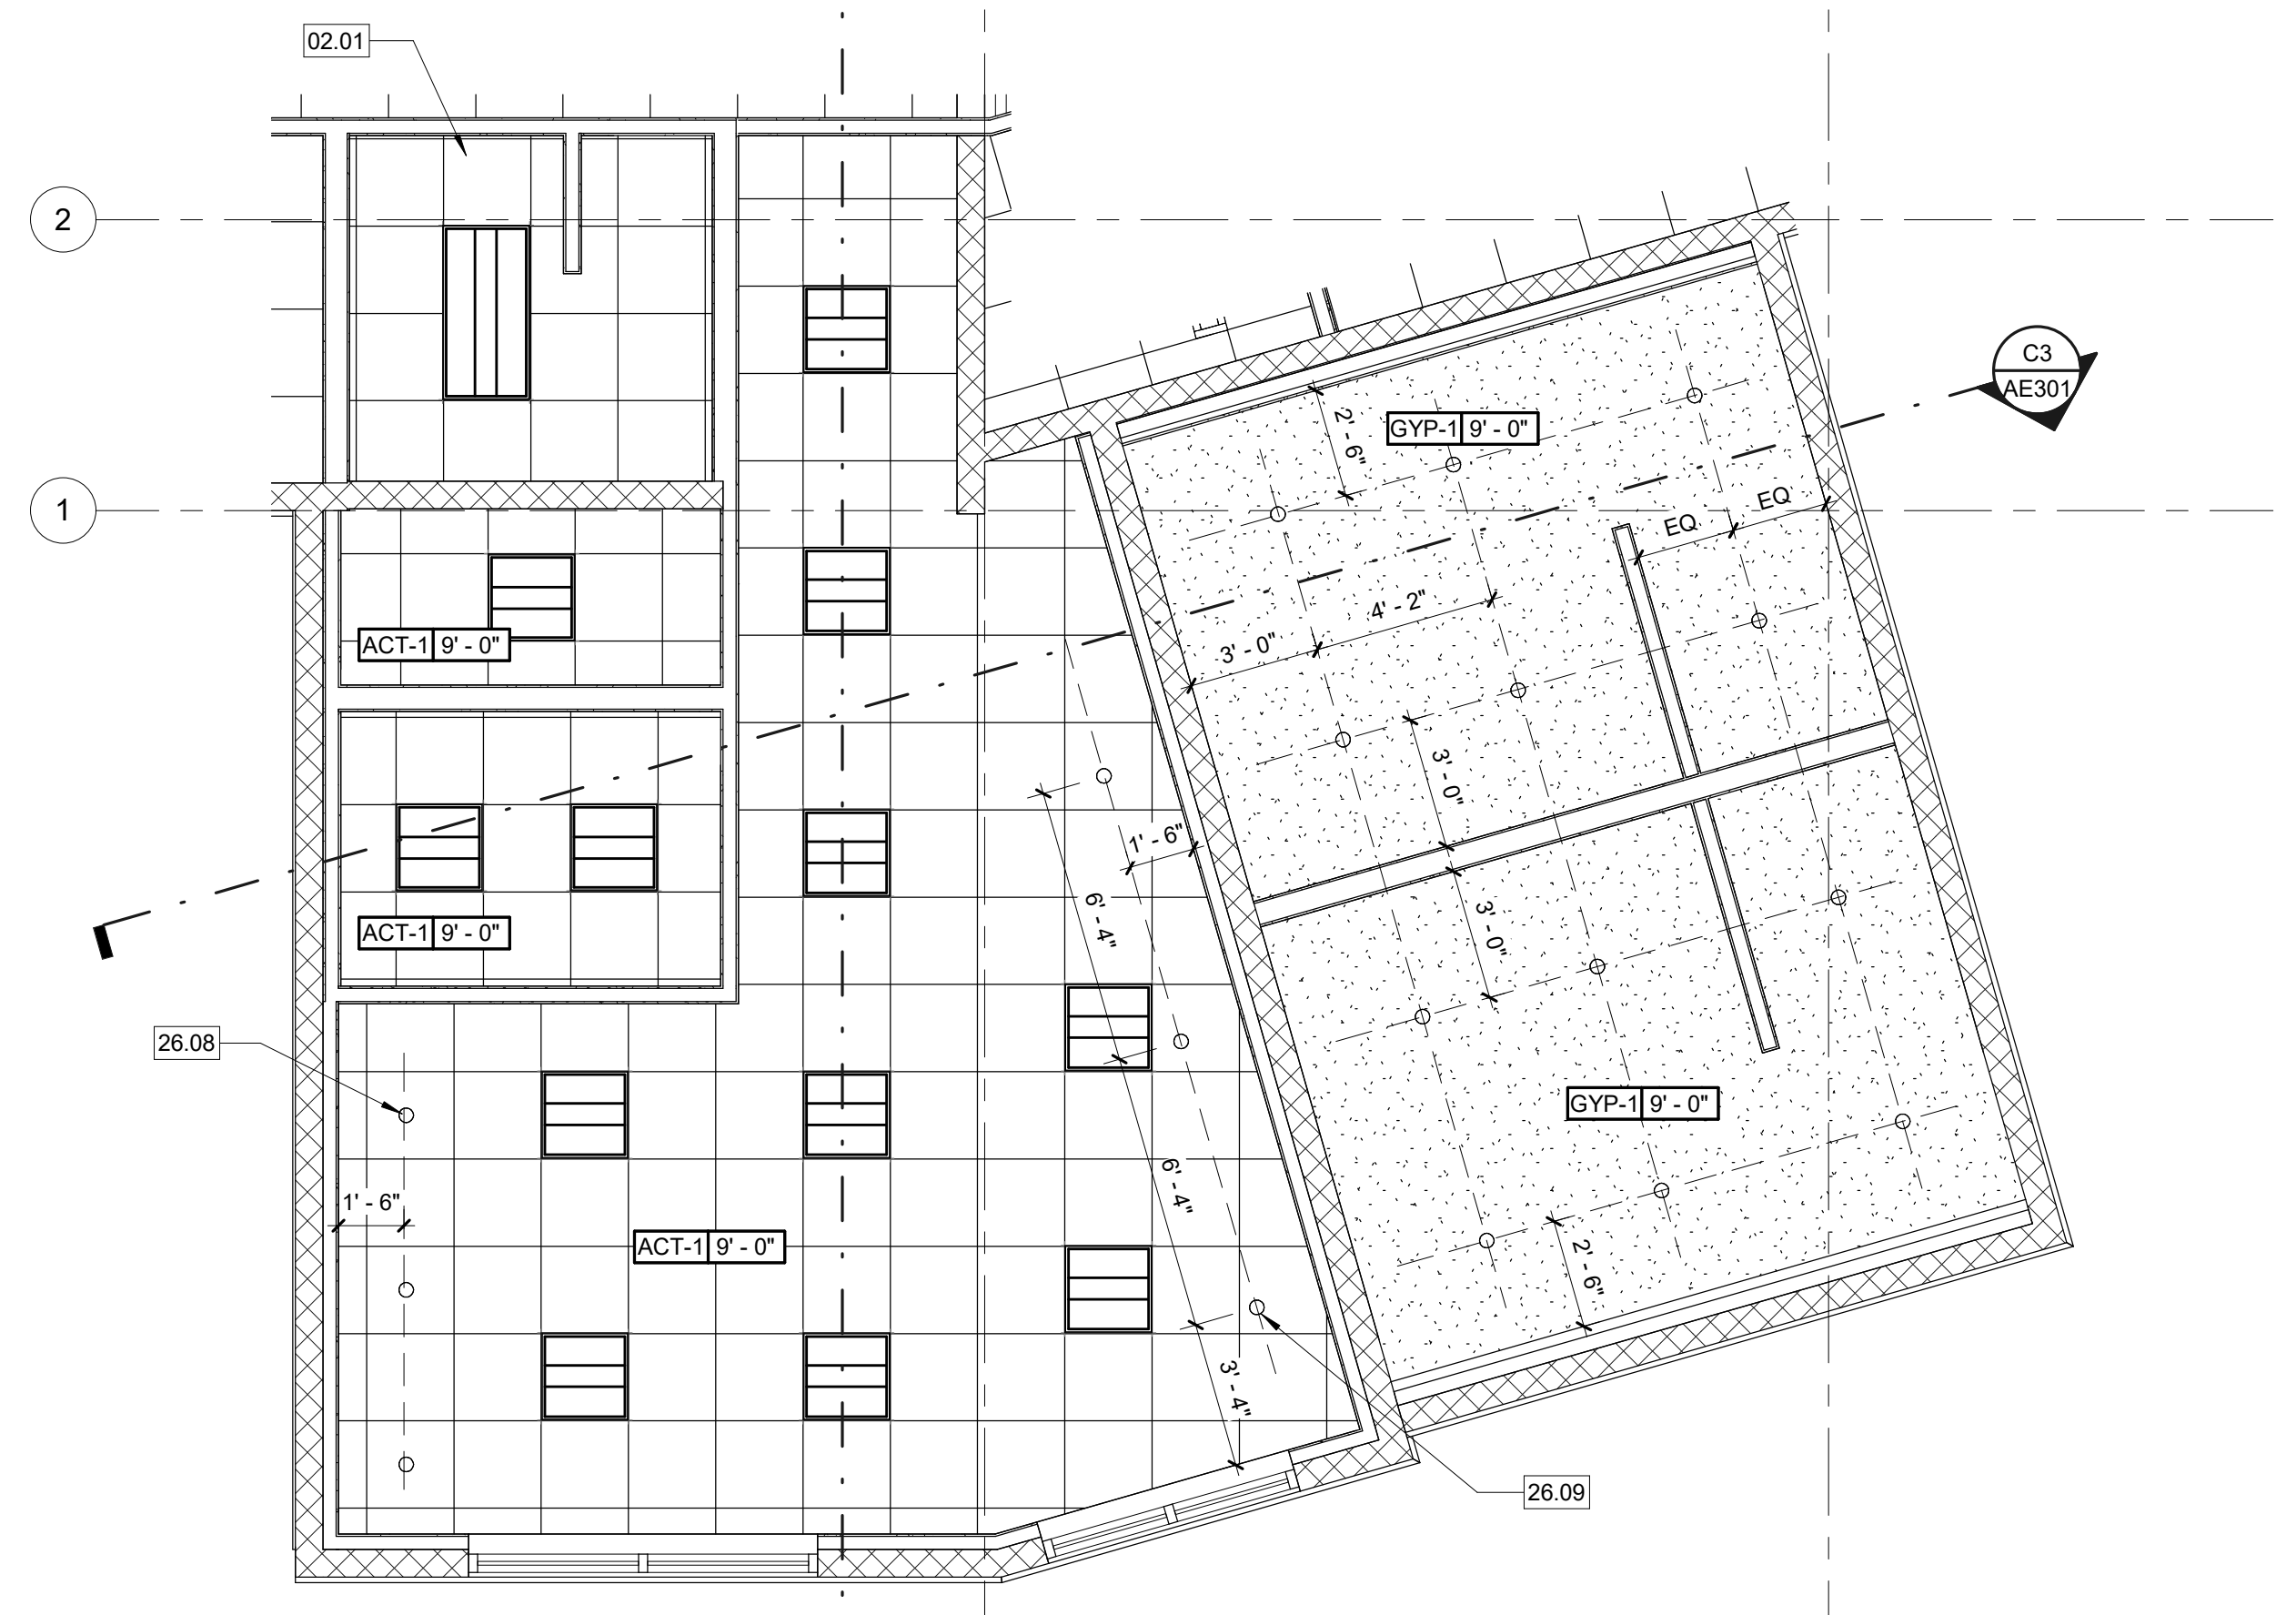 02.01
2
C3
AE301
GYP-1 9' - 0"
2' - 6"
EQ
EQ
1
4' - 2"
3' - 0"
ACT-1 9' - 0"
3' - 0"
1' - 6"
6' - 4"
3' - 0"
ACT-1 9' - 0"
26.08
GYP-1 9' - 0"
6' - 4"
1' - 6"
ACT-1 9' - 0"
2' - 6"
3' - 4"
26.09